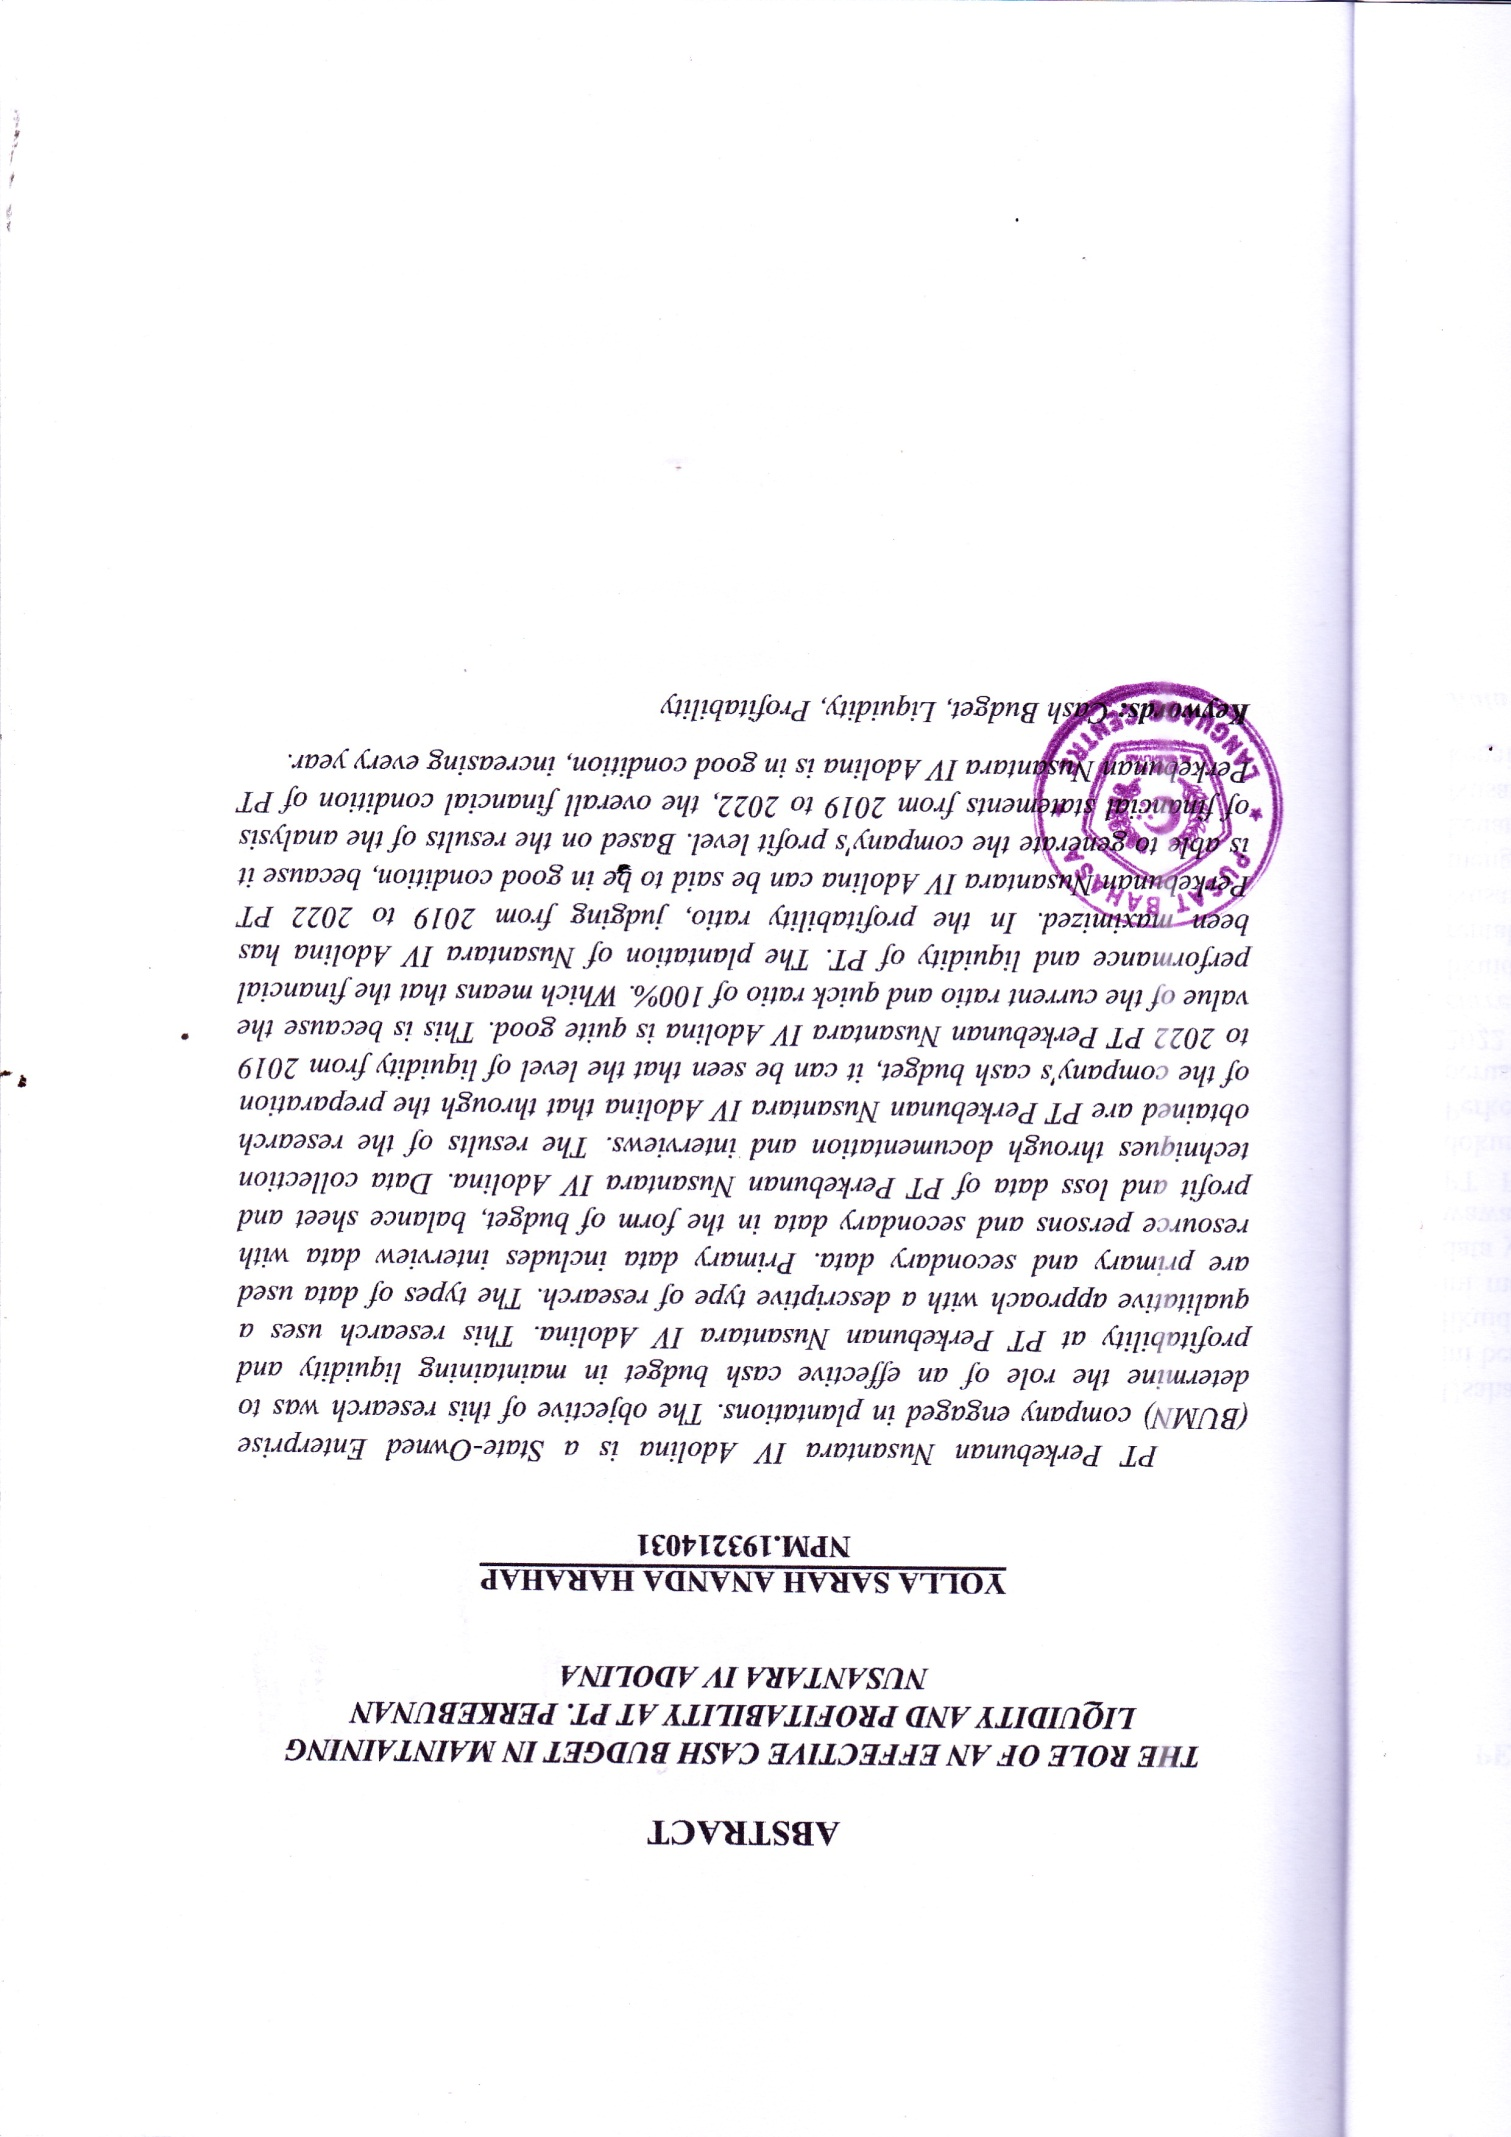 ABSTRACT
THE ROLE OF AN EFFECTIVE CASH BUDGET IN MAINTAINING
LIQUIDITY AND PROFITABILITY AT PT. PERKEBUNAN
NUSANTARA IV ADOLINA
YOLLA SARAH ANANDA HARAHAP
NPM.193214031
PT Perkebunan Nusantara IV Adolina is a State-Owned Enterprise
(BUMN) company engaged in plantations. The objective of this research was to
determine the role of an effective cash budget in maintaining liquidity and
profitability at PT Perkebunan Nusantara IV Adolina. This research uses a
qualitative approach with a descriptive type of research. The types of data used
are primary and secondary data. Primary data includes interview data with
resource persons and secondary data in the form of budget, balance sheet and
profit and loss data of PT Perkebunan Nusantara IV Adolina. Data collection
techniques through documentation and interviews. The results of the research
obtained are PT Perkebunan Nusantara IV Adolina that through the preparation
of the company's cash budget, it can be seen that the level of liquidity from 2019
to 2022 PT Perkebunan Nusantara IV Adolina is quite good. This is because the
value of the current ratio and quick ratio of 100%. Which means that the financial
performance and liquidity of PT. The plantation of Nusantara IV Adolina has
been maximized. In the profitability ratio, judging from 2019 to 2022 PT
Perkebunan Nusantara IV Adolina can be said to be in good condition, because it
is able to generate the company's profit level. Based on the results of the analysis
of financial statements from 2019 to 2022, the overall financial condition of PT
Perkebunan Nusantara IV Adolina is in good condition, increasing every year.
Keywords: Cash Budget, Liquidity, Profitability
PUSAT BAHASA
LANGUAGE CENTRE